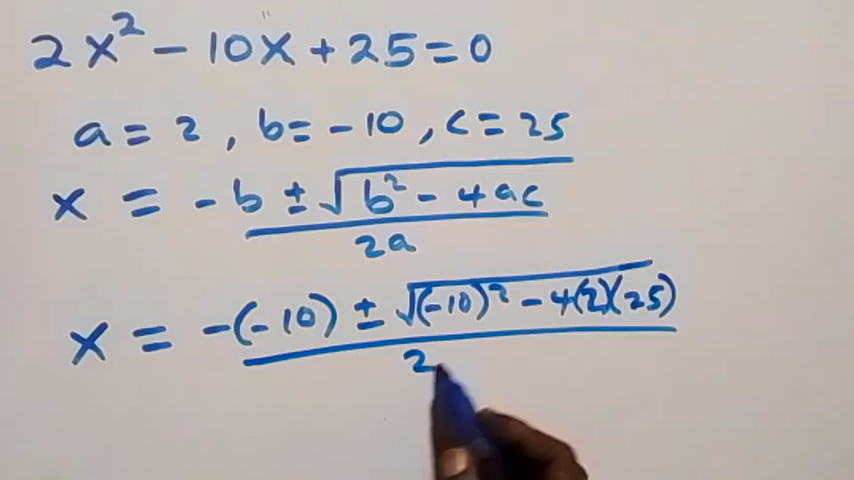 2x² - 10x + 25 = 0
a = 2, b = -10, c = 25
x = -b ± √b² - 4ac
2a
x = -(-10) ± √(-10)² - 4(2)(25)
2